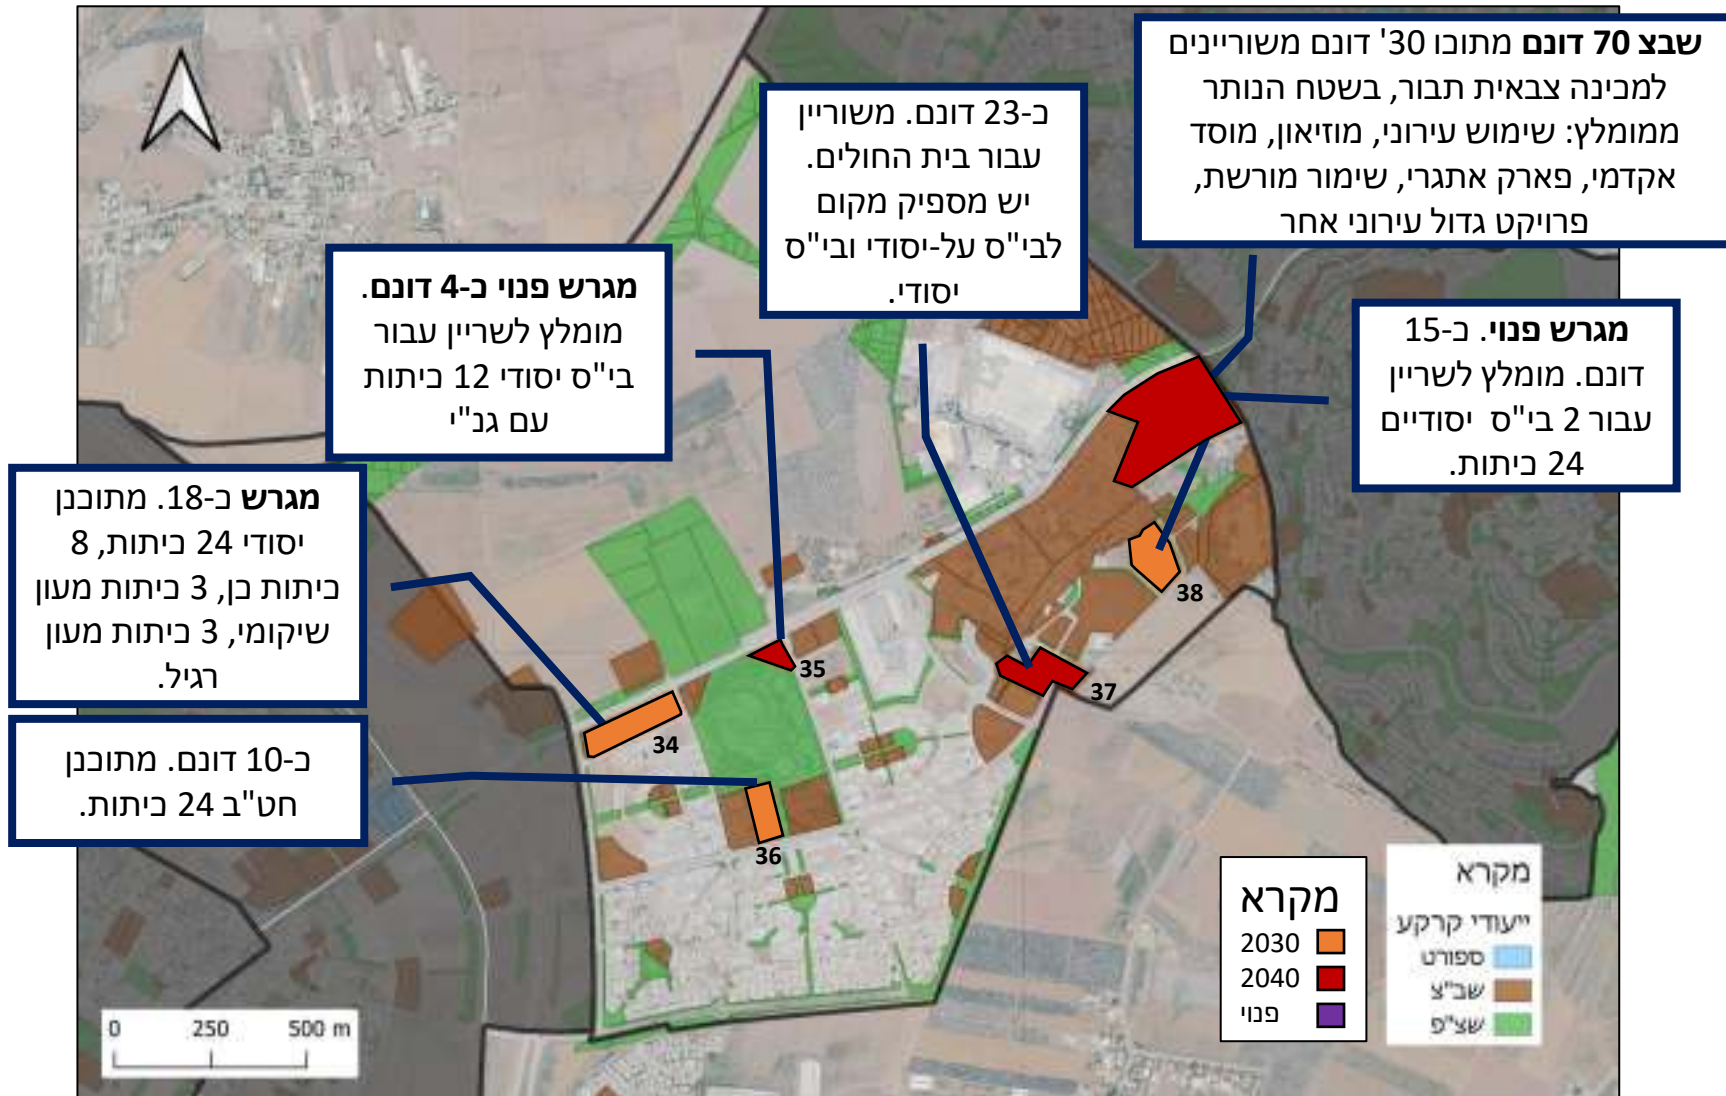 שבצ 70 דונם מתוכו 30' דונם משוריינים
למכינה צבאית תבור, בשטח הנותר
ממומלץ: שימוש עירוני, מוזיאון, מוסד
אקדמי, פארק אתגרי, שימור מורשת,
פרויקט גדול עירוני אחר
כ-23 דונם. משוריין
עבור בית החולים.
יש מספיק מקום
לבי"ס על-יסודי ובי"ס
יסודי.
מגרש פנוי כ-4 דונם.
מומלץ לשריין עבור
בי"ס יסודי 12 כיתות
עם גנ"י
מגרש פנוי. כ-15
דונם. מומלץ לשריין
עבור 2 בי"ס יסודיים
24 כיתות.
מגרש כ-18. מתוכנן
יסודי 24 כיתות, 8
כיתות כן, 3 כיתות מעון
שיקומי, 3 כיתות מעון
רגיל.
כ-10 דונם. מתוכנן
חט"ב 24 כיתות.
38
35
37
34
36
מקרא
2030
2040
פנוי
מקרא
ייעודי קרקע
ספורט
שב"צ
שצ"פ
0 250 500 m